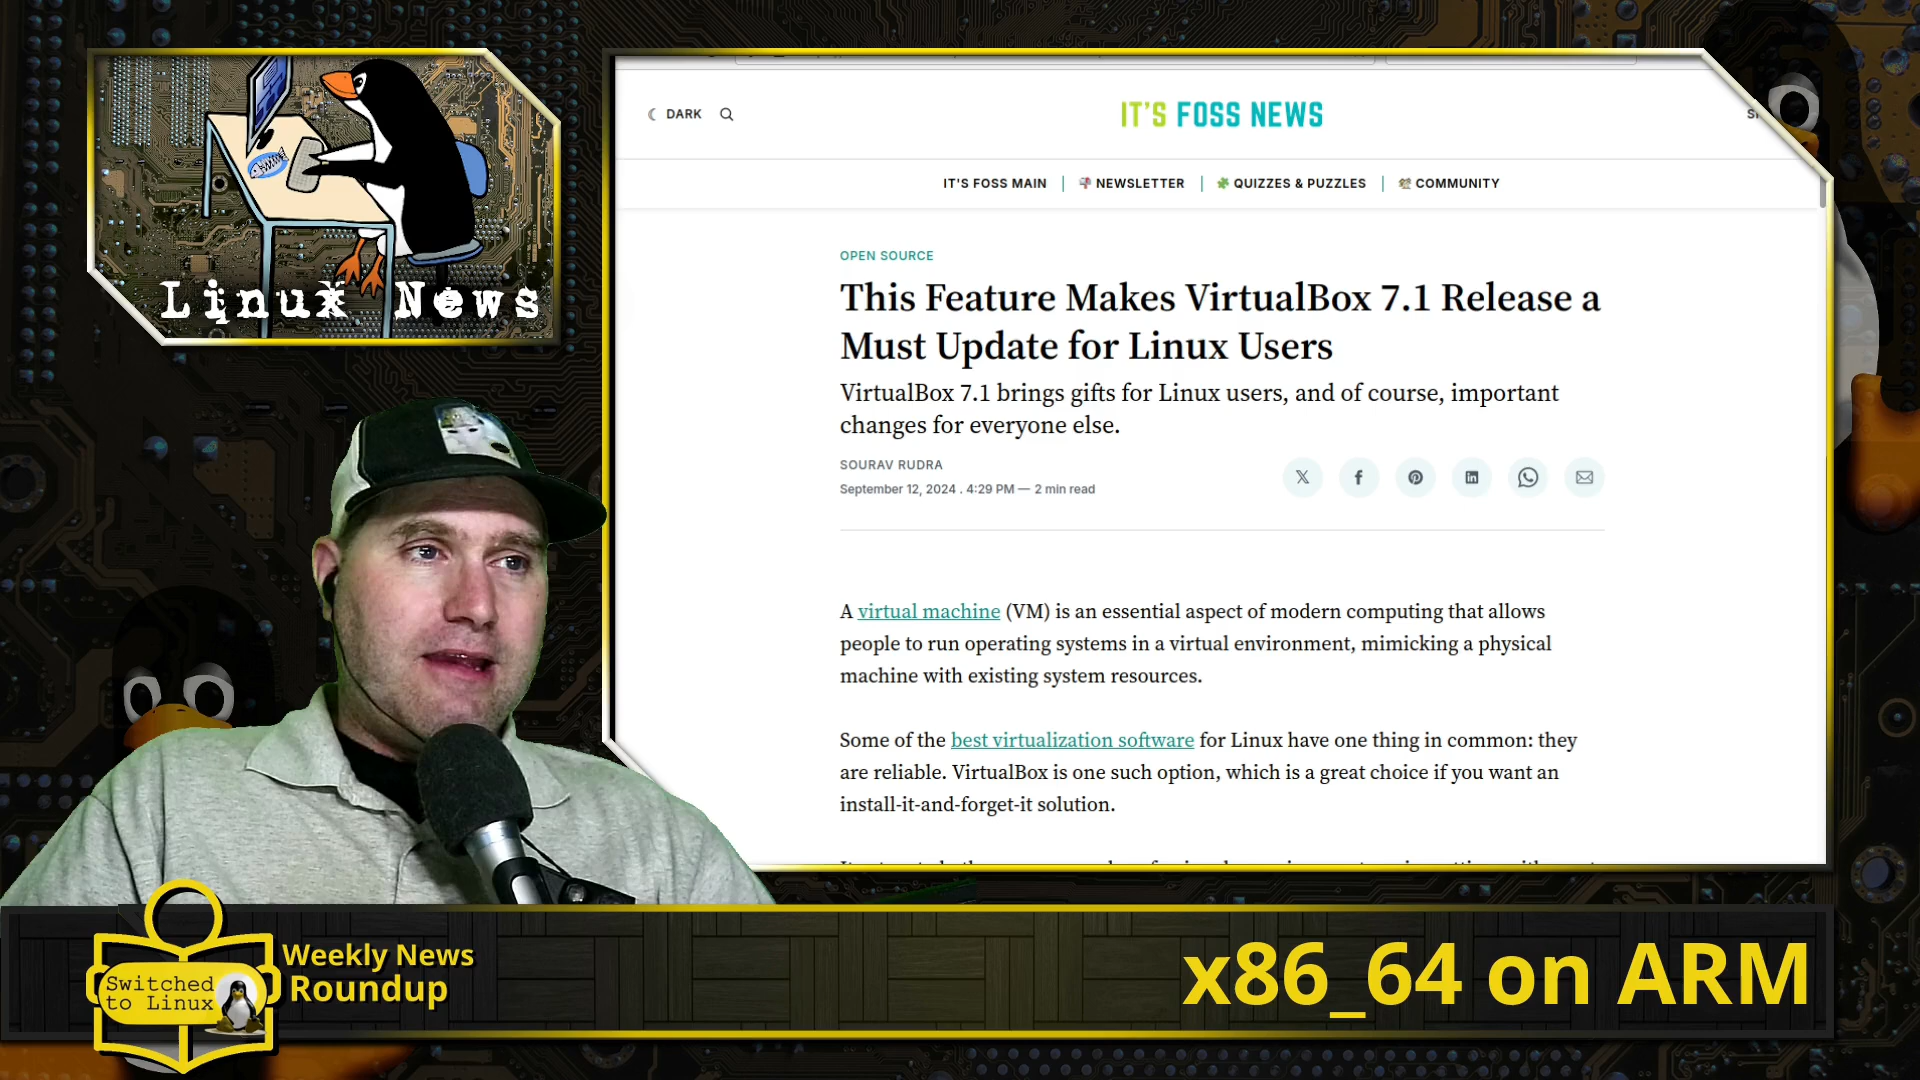 Linux News
DARK
IT'S FOSS NEWS
IT'S FOSS MAIN
NEWSLETTER
QUIZZES & PUZZLES
COMMUNITY
OPEN SOURCE
This Feature Makes VirtualBox 7.1 Release a
Must Update for Linux Users
VirtualBox 7.1 brings gifts for Linux users, and of course, important
changes for everyone else.
SOURAV RUDRA
September 12, 2024 . 4:29 PM — 2 min read
A virtual machine (VM) is an essential aspect of modern computing that allows
people to run operating systems in a virtual environment, mimicking a physical
machine with existing system resources.
Some of the best virtualization software for Linux have one thing in common: they
are reliable. VirtualBox is one such option, which is a great choice if you want an
install-it-and-forget-it solution.
Switched
to Linux
Weekly News
Roundup
x86_64 on ARM